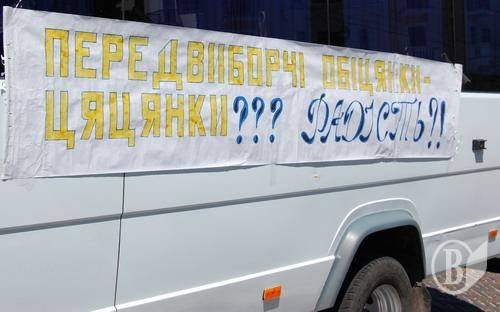 ПЕРЕДВИБОРЧІ ОБІЦЯНКИ-
ЦЯЦЯНКИ??? РАДІСТЬ!!
В